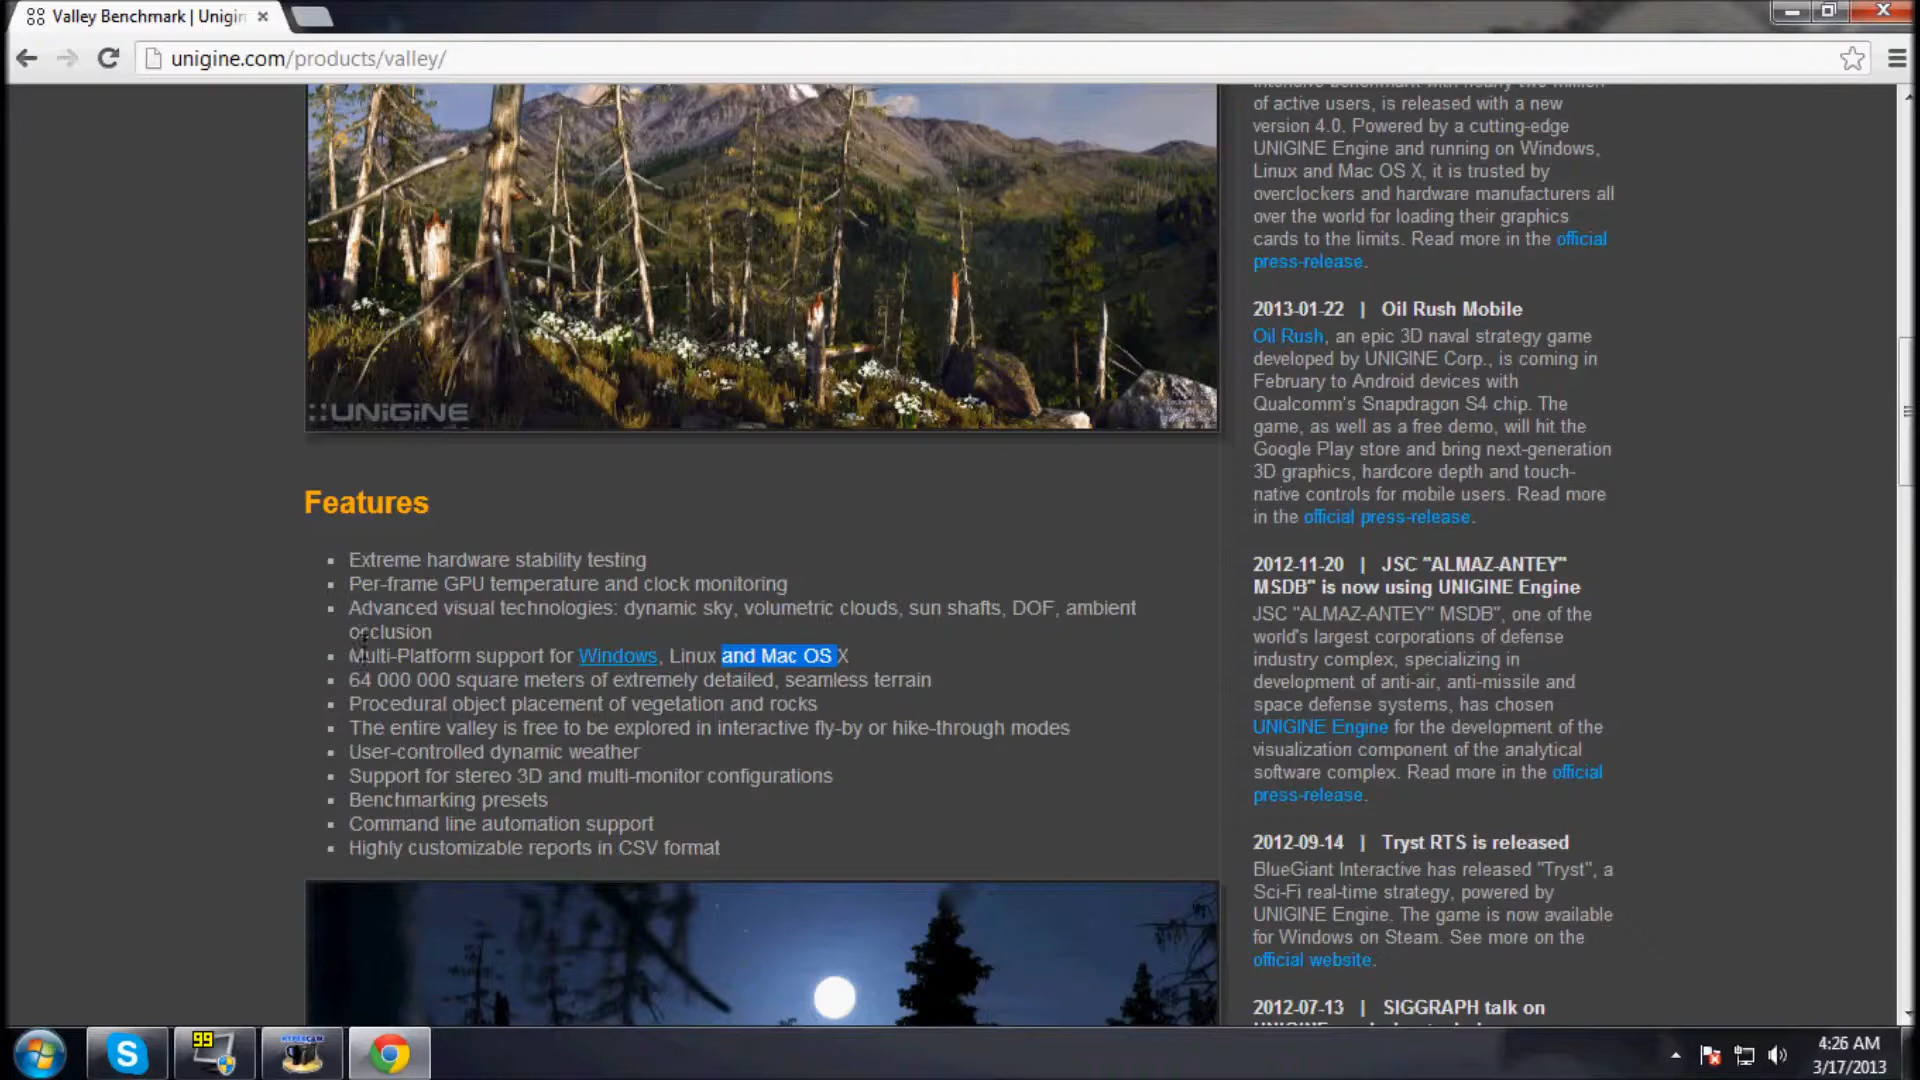 Valley Benchmark | Unigin
unigine.com/products/valley/
UNIGINE
Features
Extreme hardware stability testing
Per-frame GPU temperature and clock monitoring
Advanced visual technologies: dynamic sky, volumetric clouds, sun shafts, DOF, ambient
occlusion
Multi-Platform support for Windows, Linux and Mac OS X
64 000 000 square meters of extremely detailed, seamless terrain
Procedural object placement of vegetation and rocks
The entire valley is free to be explored in interactive fly-by or hike-through modes
User-controlled dynamic weather
Support for stereo 3D and multi-monitor configurations
Benchmarking presets
Command line automation support
Highly customizable reports in CSV format
of active users, is released with a new
version 4.0. Powered by a cutting-edge
UNIGINE Engine and running on Windows,
Linux and Mac OS X, it is trusted by
overclockers and hardware manufacturers all
over the world for loading their graphics
cards to the limits. Read more in the official
press-release.
2013-01-22 | Oil Rush Mobile
Oil Rush, an epic 3D naval strategy game
developed by UNIGINE Corp., is coming in
February to Android devices with
Qualcomm's Snapdragon S4 chip. The
game, as well as a free demo, will hit the
Google Play store and bring next-generation
3D graphics, hardcore depth and touch-
native controls for mobile users. Read more
in the official press-release.
2012-11-20 | JSC "ALMAZ-ANTEY"
MSDB" is now using UNIGINE Engine
JSC "ALMAZ-ANTEY" MSDB", one of the
world's largest corporations of defense
industry complex, specializing in
development of anti-air, anti-missile and
space defense systems, has chosen
UNIGINE Engine for the development of the
visualization component of the analytical
software complex. Read more in the official
press-release.
2012-09-14 | Tryst RTS is released
BlueGiant Interactive has released "Tryst", a
Sci-Fi real-time strategy, powered by
UNIGINE Engine. The game is now available
for Windows on Steam. See more on the
official website.
2012-07-13 | SIGGRAPH talk on
99
HYPERCAM
4:26 AM
3/17/2013